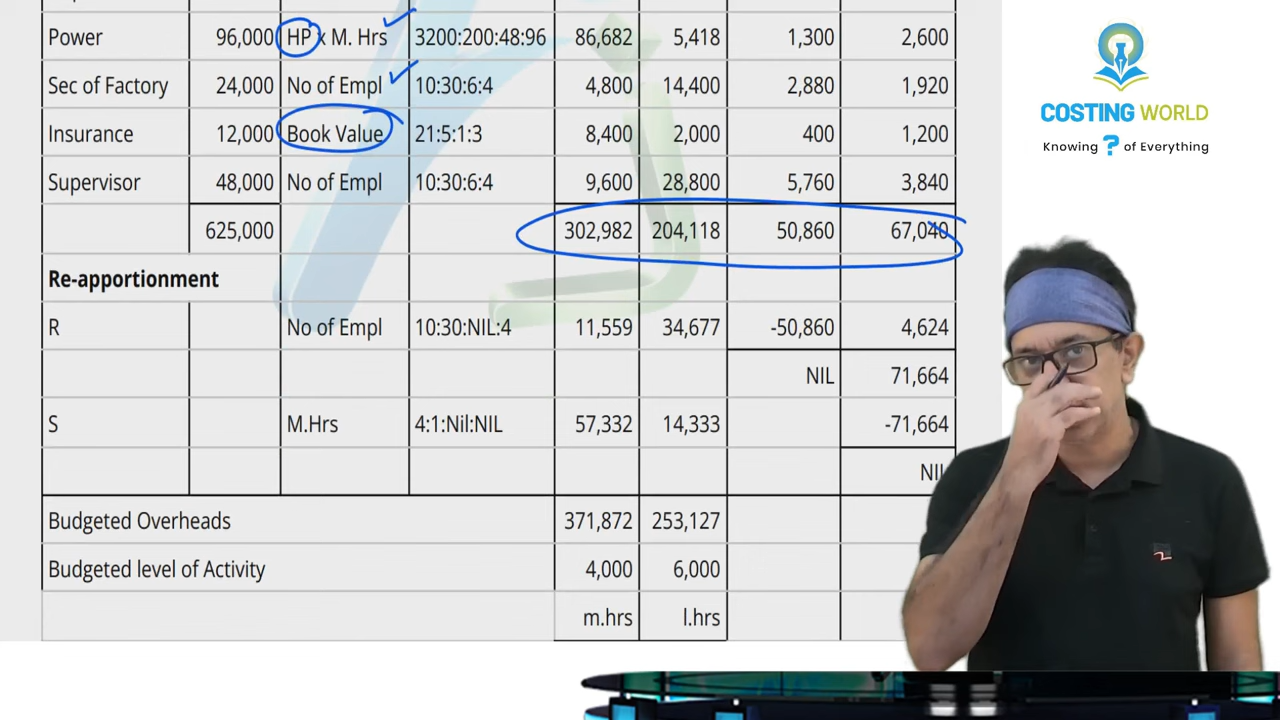 Power 96,000 HP x M. Hrs 3200:200:48:96 86,682 5,418 1,300 2,600
Sec of Factory 24,000 No of Empl 10:30:6:4 4,800 14,400 2,880 1,920
Insurance 12,000 Book Value 21:5:1:3 8,400 2,000 400 1,200
Supervisor 48,000 No of Empl 10:30:6:4 9,600 28,800 5,760 3,840
625,000 302,982 204,118 50,860 67,040
Re-apportionment
R No of Empl 10:30:NIL:4 11,559 34,677 -50,860 4,624
NIL 71,664
S M.Hrs 4:1:Nil:NIL 57,332 14,333 -71,664
NIL
Budgeted Overheads 371,872 253,127
Budgeted level of Activity 4,000 6,000
m.hrs l.hrs
COSTING WORLD
Knowing ? of Everything